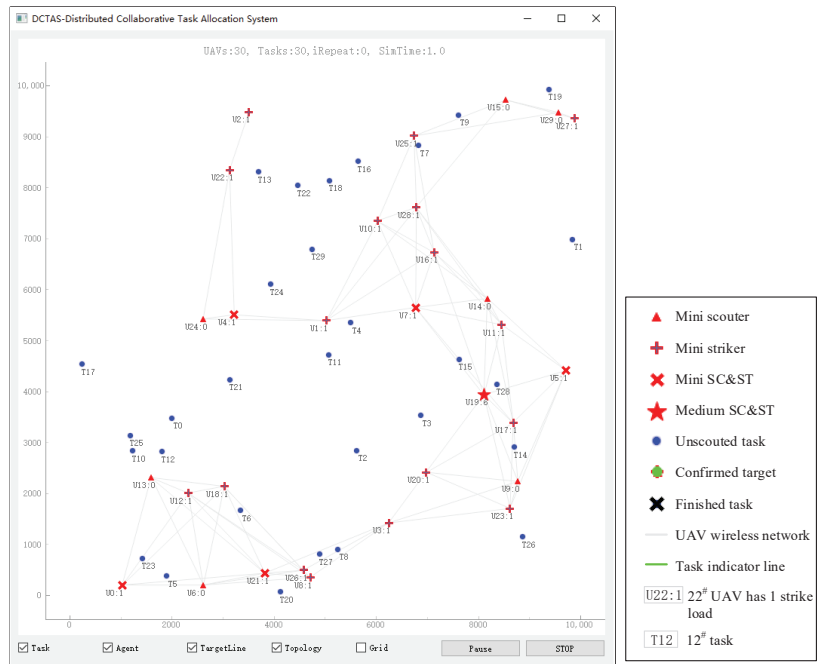 DCTAS-Distributed Collaborative Task Allocation System
UAVs:30, Tasks:30,iRepeat:0, SimTime:1.0
10,000
T19
U15:0
T9
U29:0
U27:1
U2:1
9000
U25:1
T7
T16
U22:1
T13
8000
T22
T18
U28:1
U10:1
7000
T1
T29
U16:1
6000
T24
U14:0
U24:0
U4:1
U1:1
T4
U7:1
U11:1
5000
T11
T17
T15
U5:1
T21
T28
4000
U19:6
T0
T3
U17:1
3000
T25
T10
T12
T2
T14
U13:0
U20:1
U9:0
2000
U12:1
U18:1
T6
U3:1
U23:1
1000
T23
T27
T8
T26
T5
U21:1
U26:1
U8:1
U0:1
U6:0
T20
0
0 2000 4000 6000 8000 10,000
Task Agent TargetLine Topology Grid Pause STOP
Mini scouter
Mini striker
Mini SC&ST
Medium SC&ST
Unscouted task
Confirmed target
Finished task
UAV wireless network
Task indicator line
U22:1 22# UAV has 1 strike
load
T12 12# task